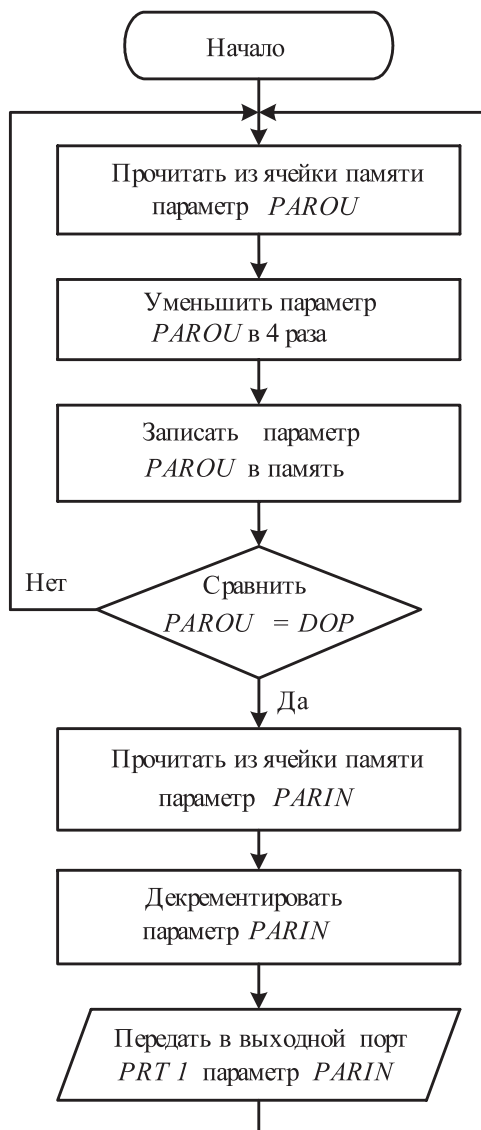 Начало
Прочитать из ячейки памяти
параметр PAROU
Уменьшить параметр
PAROU в 4 раза
Записать параметр
PAROU в память
Нет
Сравнить
PAROU = DOP
Да
Прочитать из ячейки памяти
параметр PARIN
Декрементировать
параметр PARIN
Передать в выходной порт
PRT 1 параметр PARIN